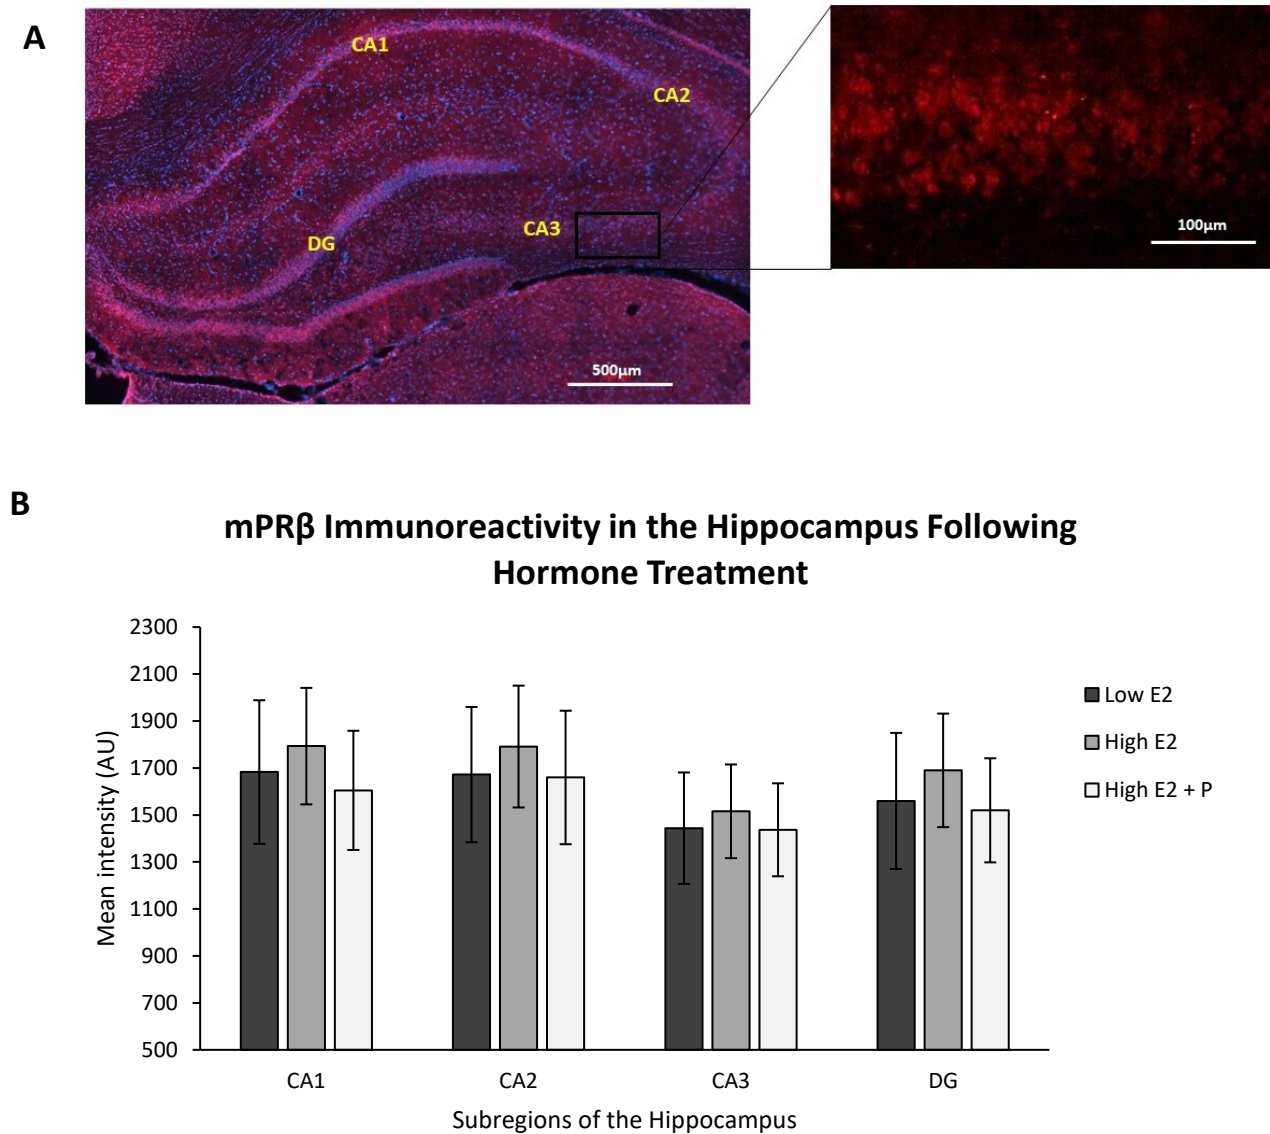 A
CA1
CA2
CA3
DG
500μm
100μm
B
mPRβ Immunoreactivity in the Hippocampus Following
Hormone Treatment
Mean intensity (AU)
2300
2100
1900
1700
1500
1300
1100
900
700
500
CA1
CA2
CA3
DG
Subregions of the Hippocampus
Low E2
High E2
High E2 + P